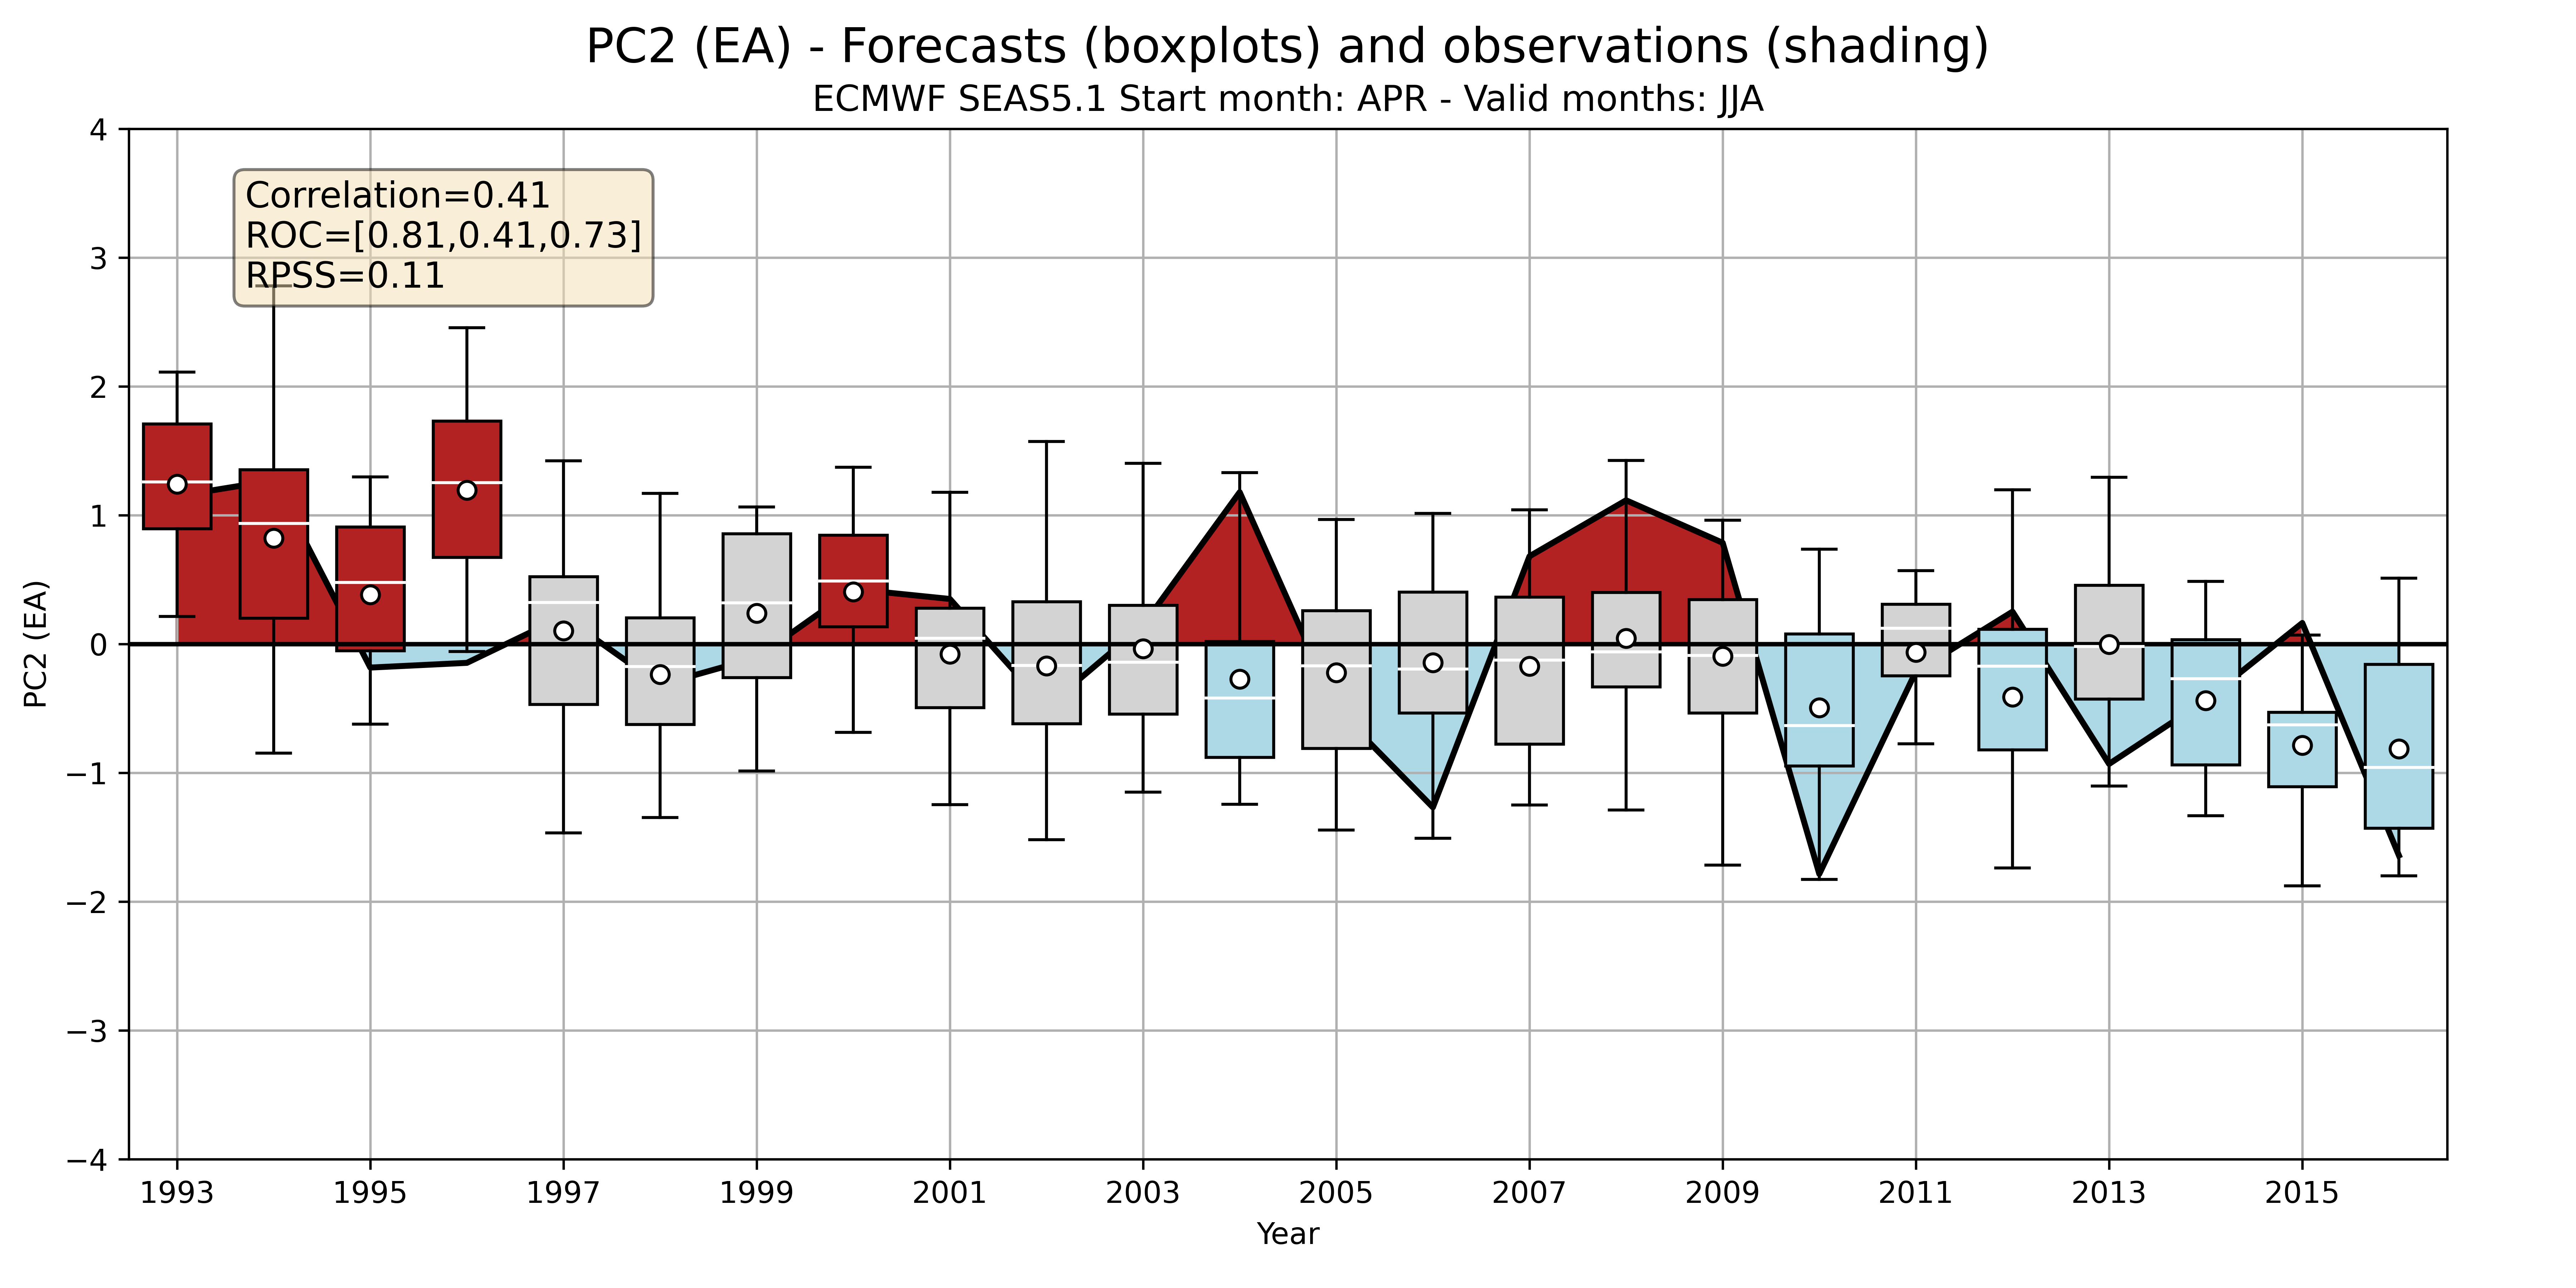 PC2 (EA) - Forecasts (boxplots) and observations (shading)
ECMWF SEAS5.1 Start month: APR - Valid months: JJA
Correlation=0.41
ROC=[0.81,0.41,0.73]
RPSS=0.11
PC2 (EA)
4
3
2
1
0
−1
−2
−3
−4
1993 1995 1997 1999 2001 2003 2005 2007 2009 2011 2013 2015
Year